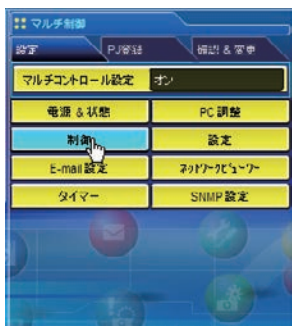 マルチ制御
設定 PJ登録 確認 & 変更
マルチコントロール設定 オン
電源 & 状態 PC 調整
制御 設定
E-mail 設定 ネットワークビューワー
タイマー SNMP 設定